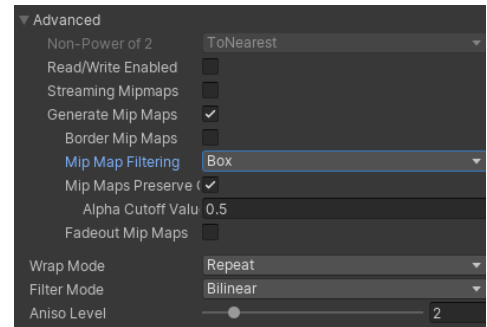 Advanced
Non-Power of 2 ToNearest
Read/Write Enabled
Streaming Mipmaps
Generate Mip Maps
Border Mip Maps
Mip Map Filtering Box
Mip Maps Preserve
Alpha Cutoff Valu 0.5
Fadeout Mip Maps
Wrap Mode Repeat
Filter Mode Bilinear
Aniso Level 2